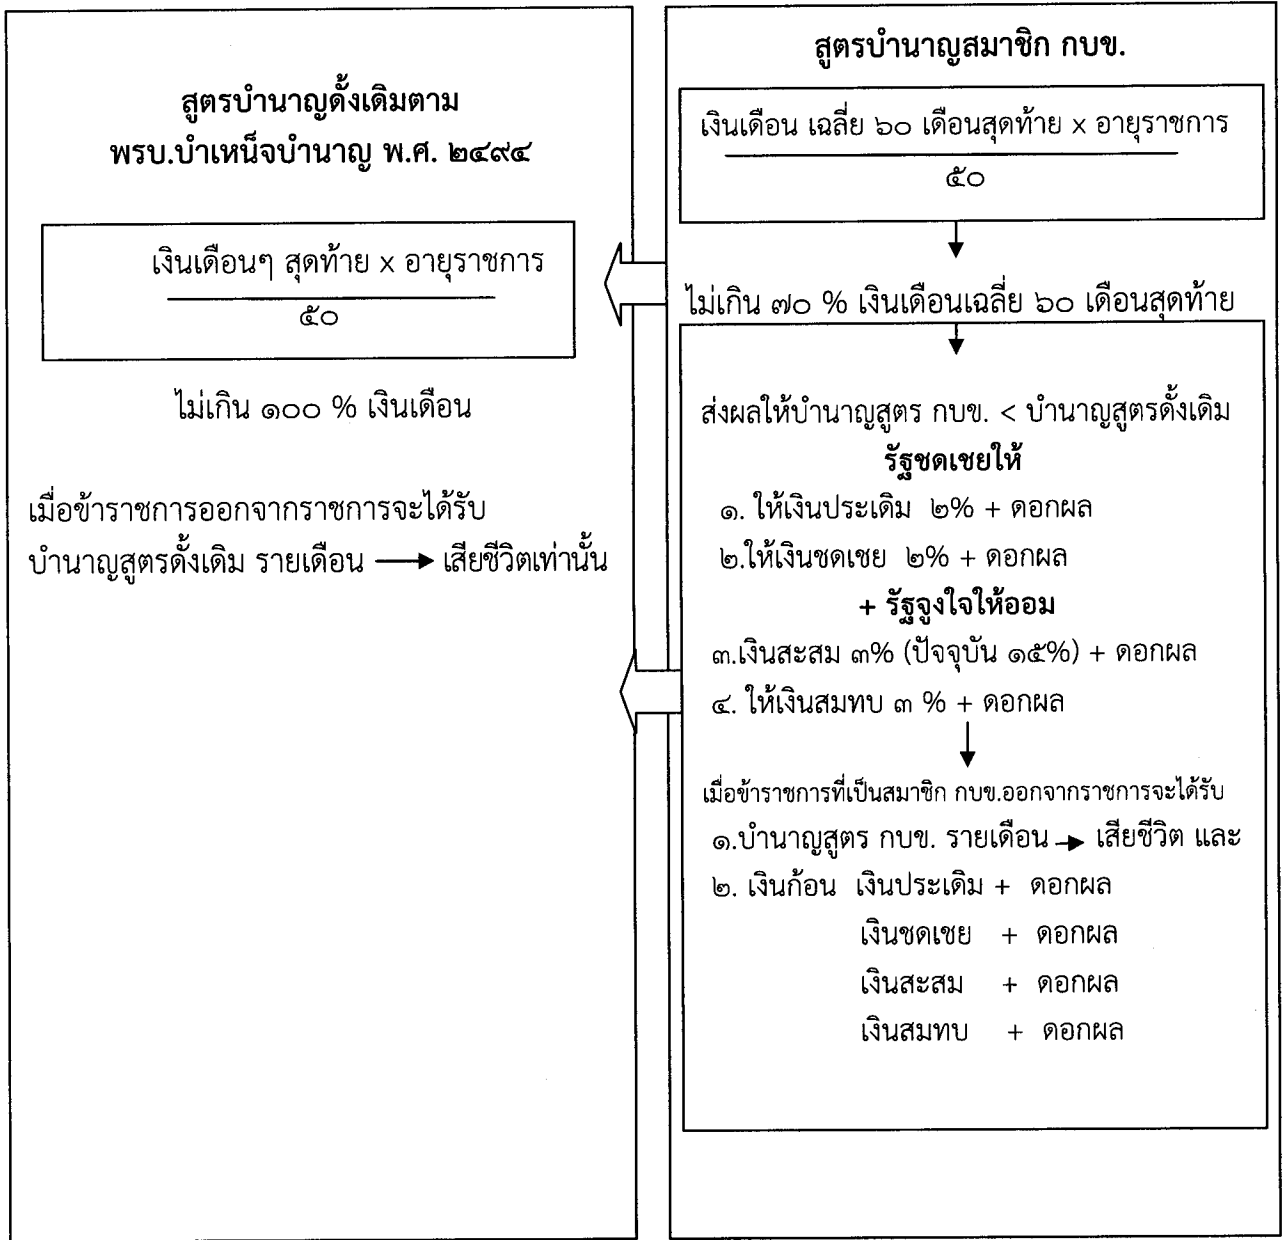 สูตรบำนาญดั้งเดิมตาม
พรบ.บำเหน็จบำนาญ พ.ศ. ๒๔๙๔
เงินเดือนๆ สุดท้าย x อายุราชการ
๕๐
ไม่เกิน ๑๐๐ % เงินเดือน
เมื่อข้าราชการออกจากราชการจะได้รับ
บำนาญสูตรดั้งเดิม รายเดือน → เสียชีวิตเท่านั้น
สูตรบำนาญสมาชิก กบข.
เงินเดือน เฉลี่ย ๖๐ เดือนสุดท้าย x อายุราชการ
๕๐
ไม่เกิน ๗๐ % เงินเดือนเฉลี่ย ๖๐ เดือนสุดท้าย
ส่งผลให้บำนาญสูตร กบข. < บำนาญสูตรดั้งเดิม
รัฐชดเชยให้
๑. ให้เงินประเดิม ๒% + ดอกผล
๒.ให้เงินชดเชย ๒% + ดอกผล
+ รัฐจูงใจให้ออม
๓.เงินสะสม ๓% (ปัจจุบัน ๑๕%) + ดอกผล
๔. ให้เงินสมทบ ๓ % + ดอกผล
เมื่อข้าราชการที่เป็นสมาชิก กบข.ออกจากราชการจะได้รับ
๑.บำนาญสูตร กบข. รายเดือน → เสียชีวิต และ
๒. เงินก้อน เงินประเดิม + ดอกผล
เงินชดเชย + ดอกผล
เงินสะสม + ดอกผล
เงินสมทบ + ดอกผล